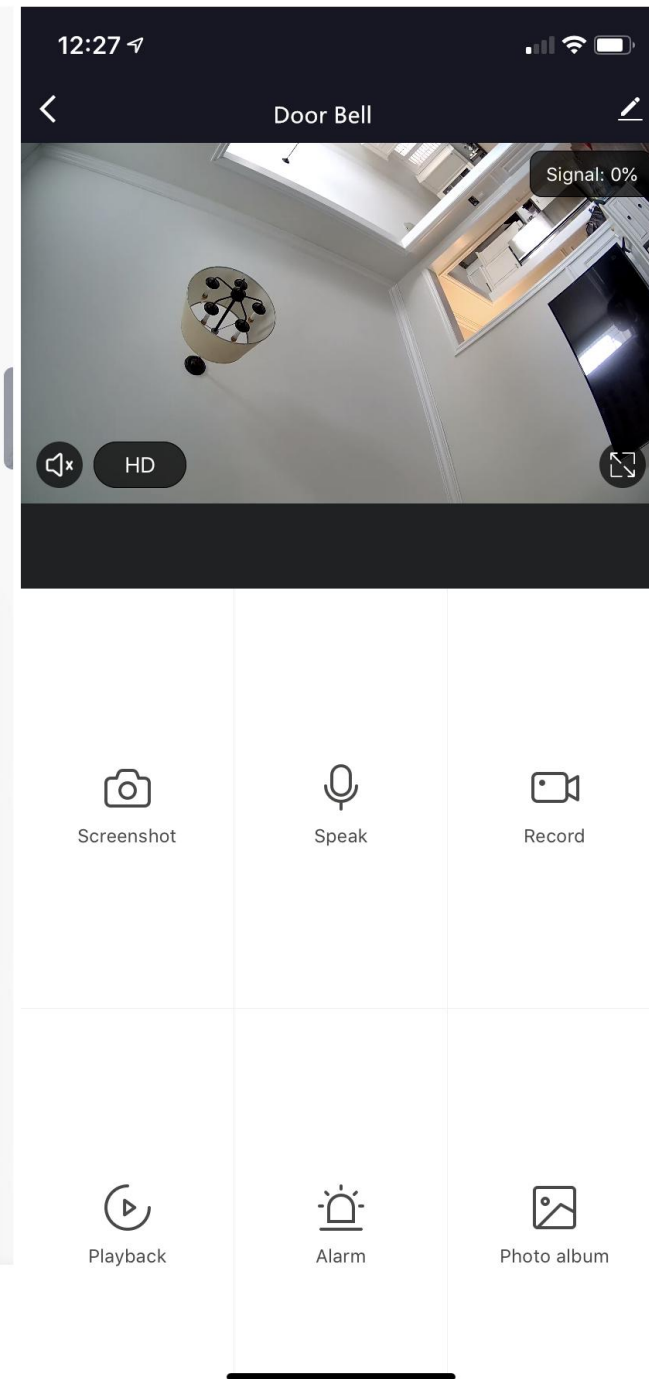 12:27
Door Bell
Signal: 0%
HD
Screenshot
Speak
Record
Playback
Alarm
Photo album